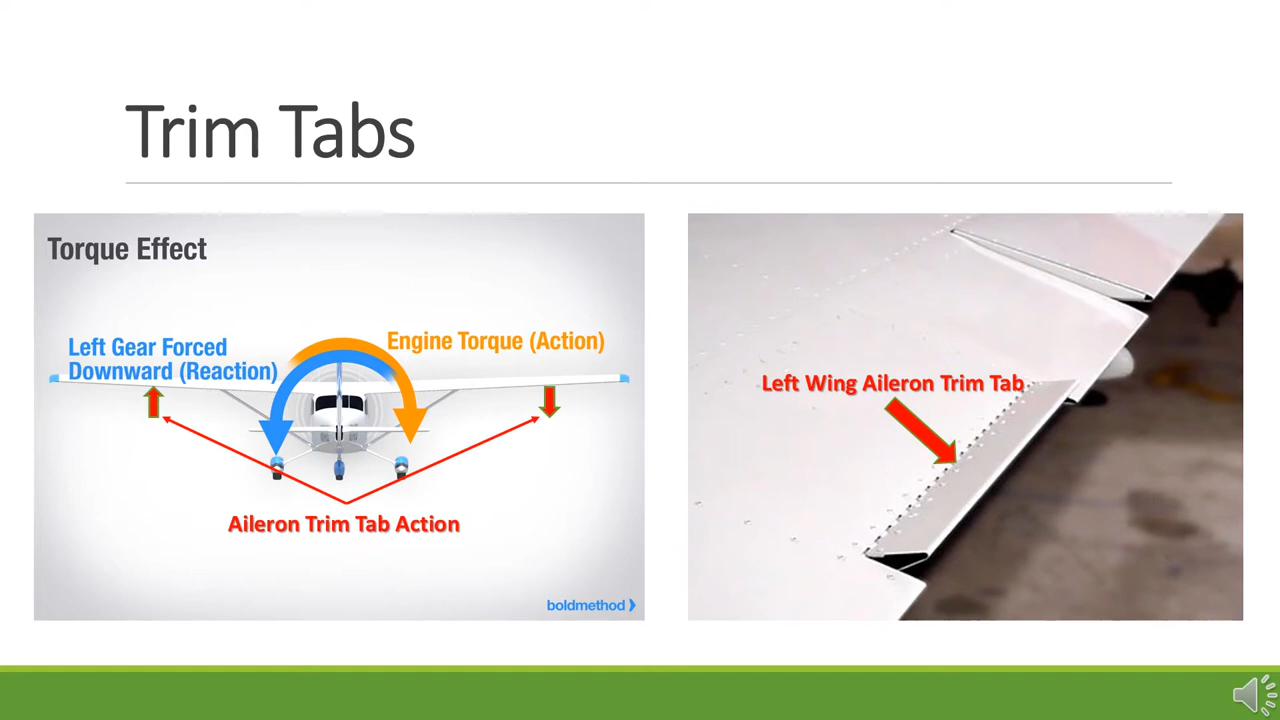 Trim Tabs
Torque Effect
Left Gear Forced
Downward (Reaction)
Engine Torque (Action)
Aileron Trim Tab Action
boldmethod
Left Wing Aileron Trim Tab